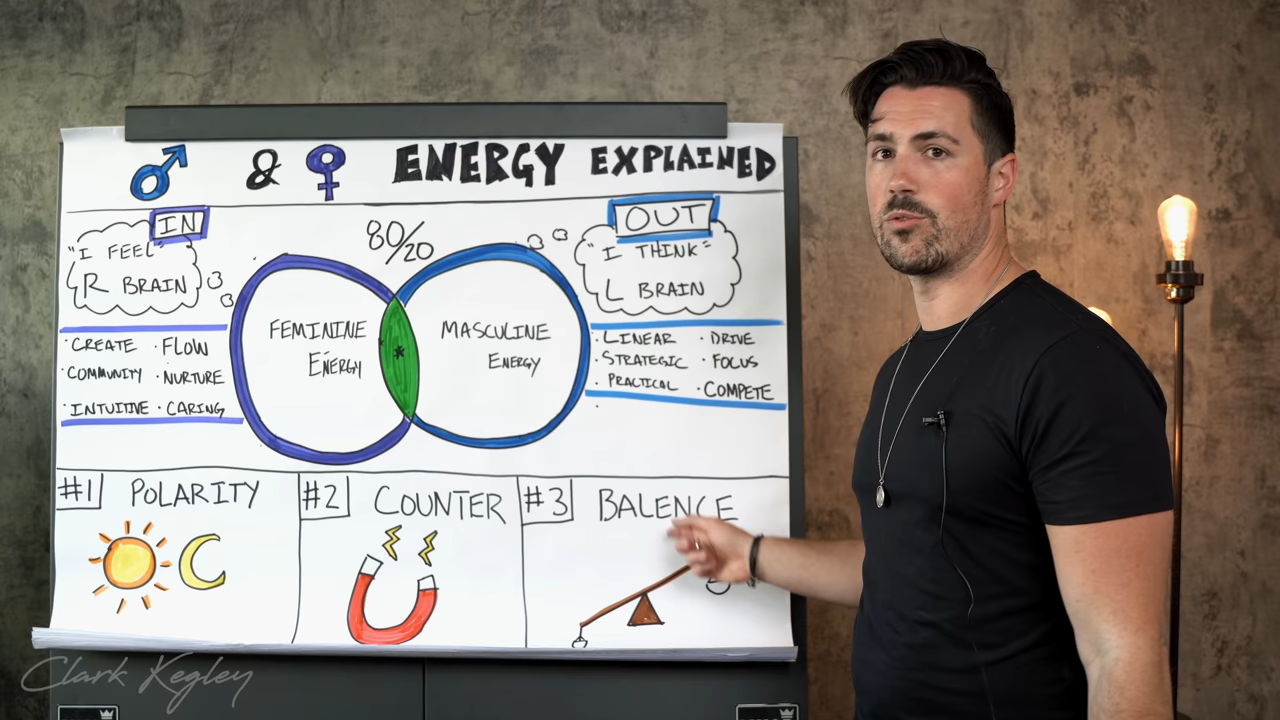 ♂ & ♀ ENERGY EXPLAINED
IN
"I FEEL"
R BRAIN
80/20
OUT
"I THINK"
L BRAIN
· CREATE · FLOW
· COMMUNITY · NURTURE
· INTUITIVE · CARING
FEMININE
ENERGY
MASCULINE
ENERGY
· LINEAR · DRIVE
· STRATEGIC · FOCUS
· PRACTICAL · COMPETE
#1 POLARITY
#2 COUNTER
#3 BALENCE
Clark Kegley